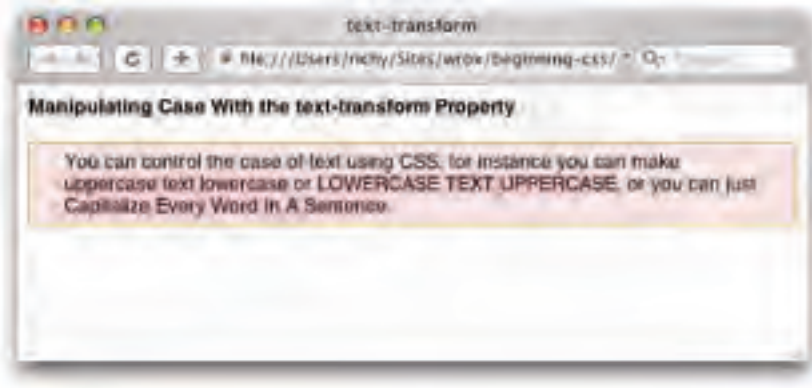 text-transform
file:///Users/richy/Sites/wrox/beginning-css/
Manipulating Case With the text-transform Property
You can control the case of text using CSS, for instance you can make
uppercase text lowercase or LOWERCASE TEXT UPPERCASE, or you can just
Capitalize Every Word In A Sentence.